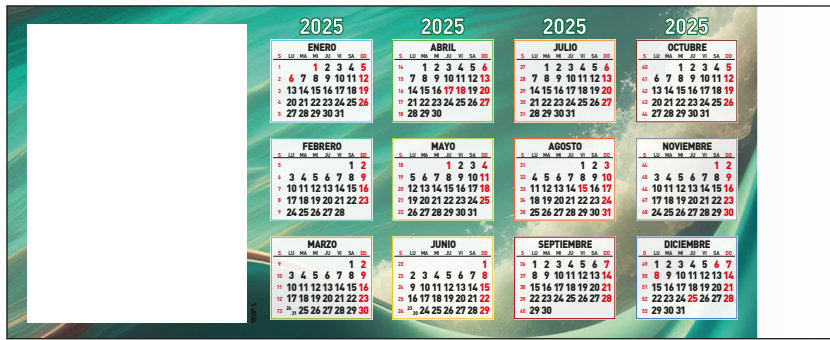 2025
ENERO
S LU MA MI JU VI SA DO
1 1 2 3 4 5
2 6 7 8 9 10 11 12
3 13 14 15 16 17 18 19
4 20 21 22 23 24 25 26
5 27 28 29 30 31
FEBRERO
S LU MA MI JU VI SA DO
5 1 2
6 3 4 5 6 7 8 9
7 10 11 12 13 14 15 16
8 17 18 19 20 21 22 23
9 24 25 26 27 28
MARZO
S LU MA MI JU VI SA DO
9 1 2
10 3 4 5 6 7 8 9
11 10 11 12 13 14 15 16
12 17 18 19 20 21 22 23
13 24 31 25 26 27 28 29 30
2025
ABRIL
S LU MA MI JU VI SA DO
14 1 2 3 4 5 6
15 7 8 9 10 11 12 13
16 14 15 16 17 18 19 20
17 21 22 23 24 25 26 27
18 28 29 30
MAYO
S LU MA MI JU VI SA DO
18 1 2 3 4
19 5 6 7 8 9 10 11
20 12 13 14 15 16 17 18
21 19 20 21 22 23 24 25
22 26 27 28 29 30 31
JUNIO
S LU MA MI JU VI SA DO
22 1
23 2 3 4 5 6 7 8
24 9 10 11 12 13 14 15
25 16 17 18 19 20 21 22
26 23 30 24 25 26 27 28 29
2025
JULIO
S LU MA MI JU VI SA DO
27 1 2 3 4 5 6
28 7 8 9 10 11 12 13
29 14 15 16 17 18 19 20
30 21 22 23 24 25 26 27
31 28 29 30 31
AGOSTO
S LU MA MI JU VI SA DO
31 1 2 3
32 4 5 6 7 8 9 10
33 11 12 13 14 15 16 17
34 18 19 20 21 22 23 24
35 25 26 27 28 29 30 31
SEPTIEMBRE
S LU MA MI JU VI SA DO
36 1 2 3 4 5 6 7
37 8 9 10 11 12 13 14
38 15 16 17 18 19 20 21
39 22 23 24 25 26 27 28
40 29 30
2025
OCTUBRE
S LU MA MI JU VI SA DO
40 1 2 3 4 5
41 6 7 8 9 10 11 12
42 13 14 15 16 17 18 19
43 20 21 22 23 24 25 26
44 27 28 29 30 31
NOVIEMBRE
S LU MA MI JU VI SA DO
44 1 2
45 3 4 5 6 7 8 9
46 10 11 12 13 14 15 16
47 17 18 19 20 21 22 23
48 24 25 26 27 28 29 30
DICIEMBRE
S LU MA MI JU VI SA DO
49 1 2 3 4 5 6 7
50 8 9 10 11 12 13 14
51 15 16 17 18 19 20 21
52 22 23 24 25 26 27 28
53 29 30 31